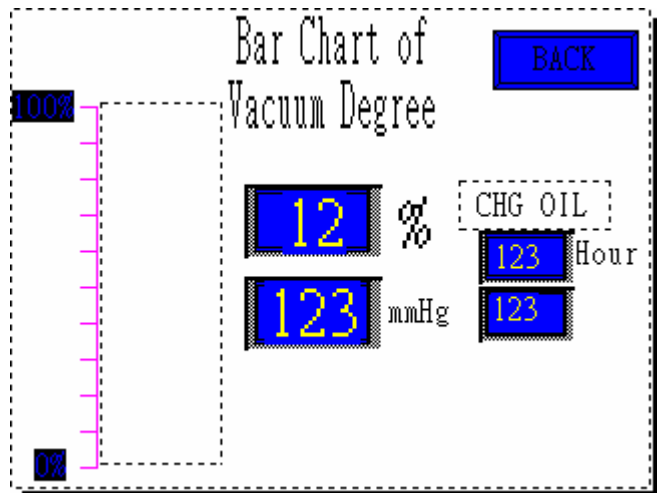 Bar Chart of
Vacuum Degree
BACK
100%
12 %
CHG OIL
123 Hour
123 mmHg
123
0%